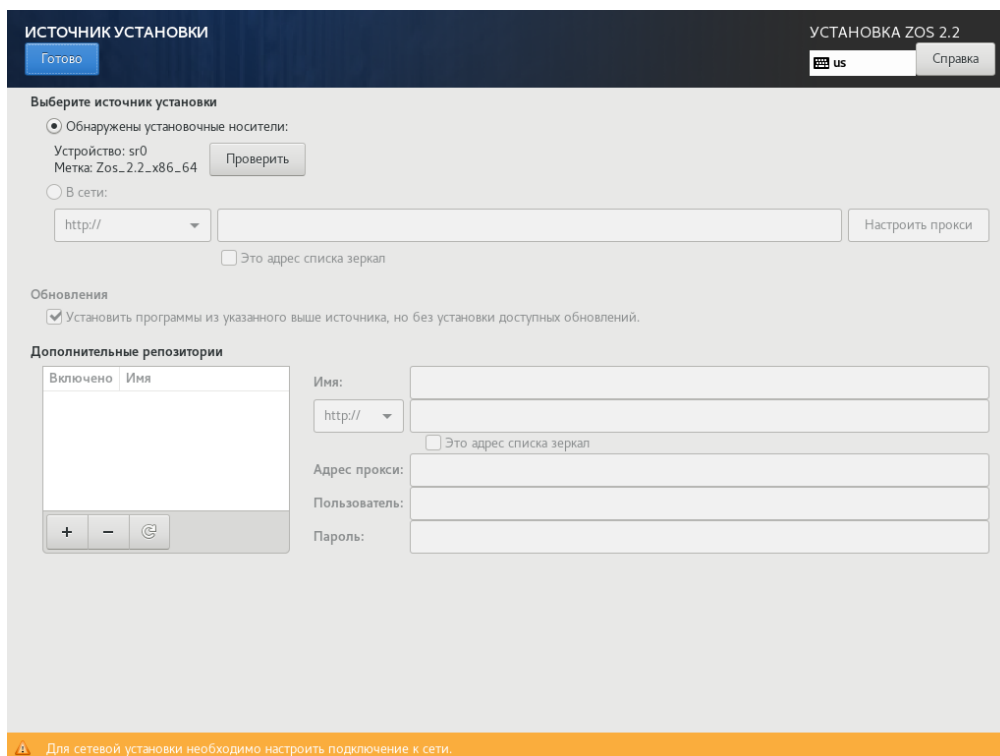 ИСТОЧНИК УСТАНОВКИ
УСТАНОВКА ZOS 2.2
Готово
us
Справка
Выберите источник установки
Обнаружены установочные носители:
Устройство: sr0
Метка: Zos_2.2_x86_64
Проверить
В сети:
http://
Настроить прокси
Это адрес списка зеркал
Обновления
Установить программы из указанного выше источника, но без установки доступных обновлений.
Дополнительные репозитории
Включено Имя
Имя:
http://
Это адрес списка зеркал
Адрес прокси:
Пользователь:
Пароль:
Для сетевой установки необходимо настроить подключение к сети.